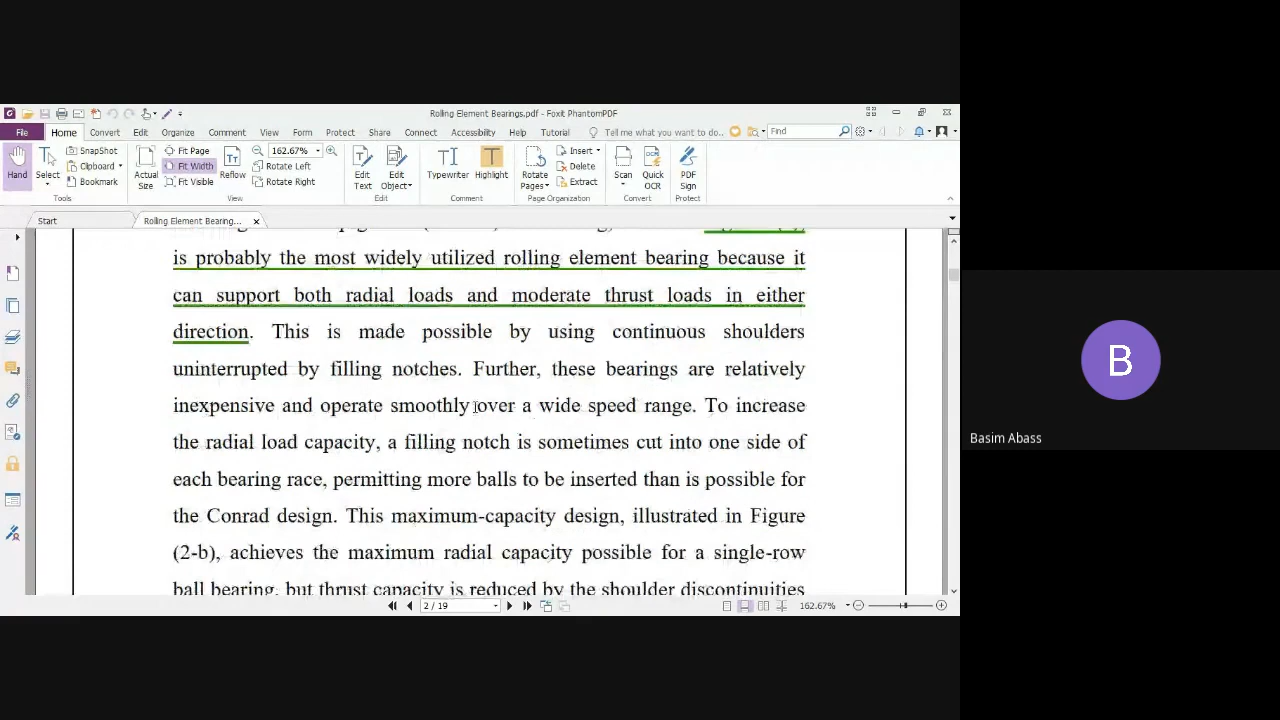 Rolling Element Bearings.pdf - Foxit PhantomPDF
File Home Convert Edit Organize Comment View Form Protect Share Connect Accessibility Help Tutorial Tell me what you want to do.. Find
Hand
Select
SnapShot
Clipboard
Bookmark
Tools
Actual Size
Fit Page
Fit Width
Fit Visible
Reflow
162.67%
Rotate Left
Rotate Right
View
Edit Text
Edit Object
Edit
Typewriter
Highlight
Comment
Rotate Pages
Insert
Delete
Extract
Page Organization
Scan
Quick OCR
Convert
PDF Sign
Protect
Start
Rolling Element Bearing...
is probably the most widely utilized rolling element bearing because it
can support both radial loads and moderate thrust loads in either
direction. This is made possible by using continuous shoulders
uninterrupted by filling notches. Further, these bearings are relatively
inexpensive and operate smoothly over a wide speed range. To increase
the radial load capacity, a filling notch is sometimes cut into one side of
each bearing race, permitting more balls to be inserted than is possible for
the Conrad design. This maximum-capacity design, illustrated in Figure
(2-b), achieves the maximum radial capacity possible for a single-row
ball bearing, but thrust capacity is reduced by the shoulder discontinuities
2 / 19
162.67%
B
Basim Abass